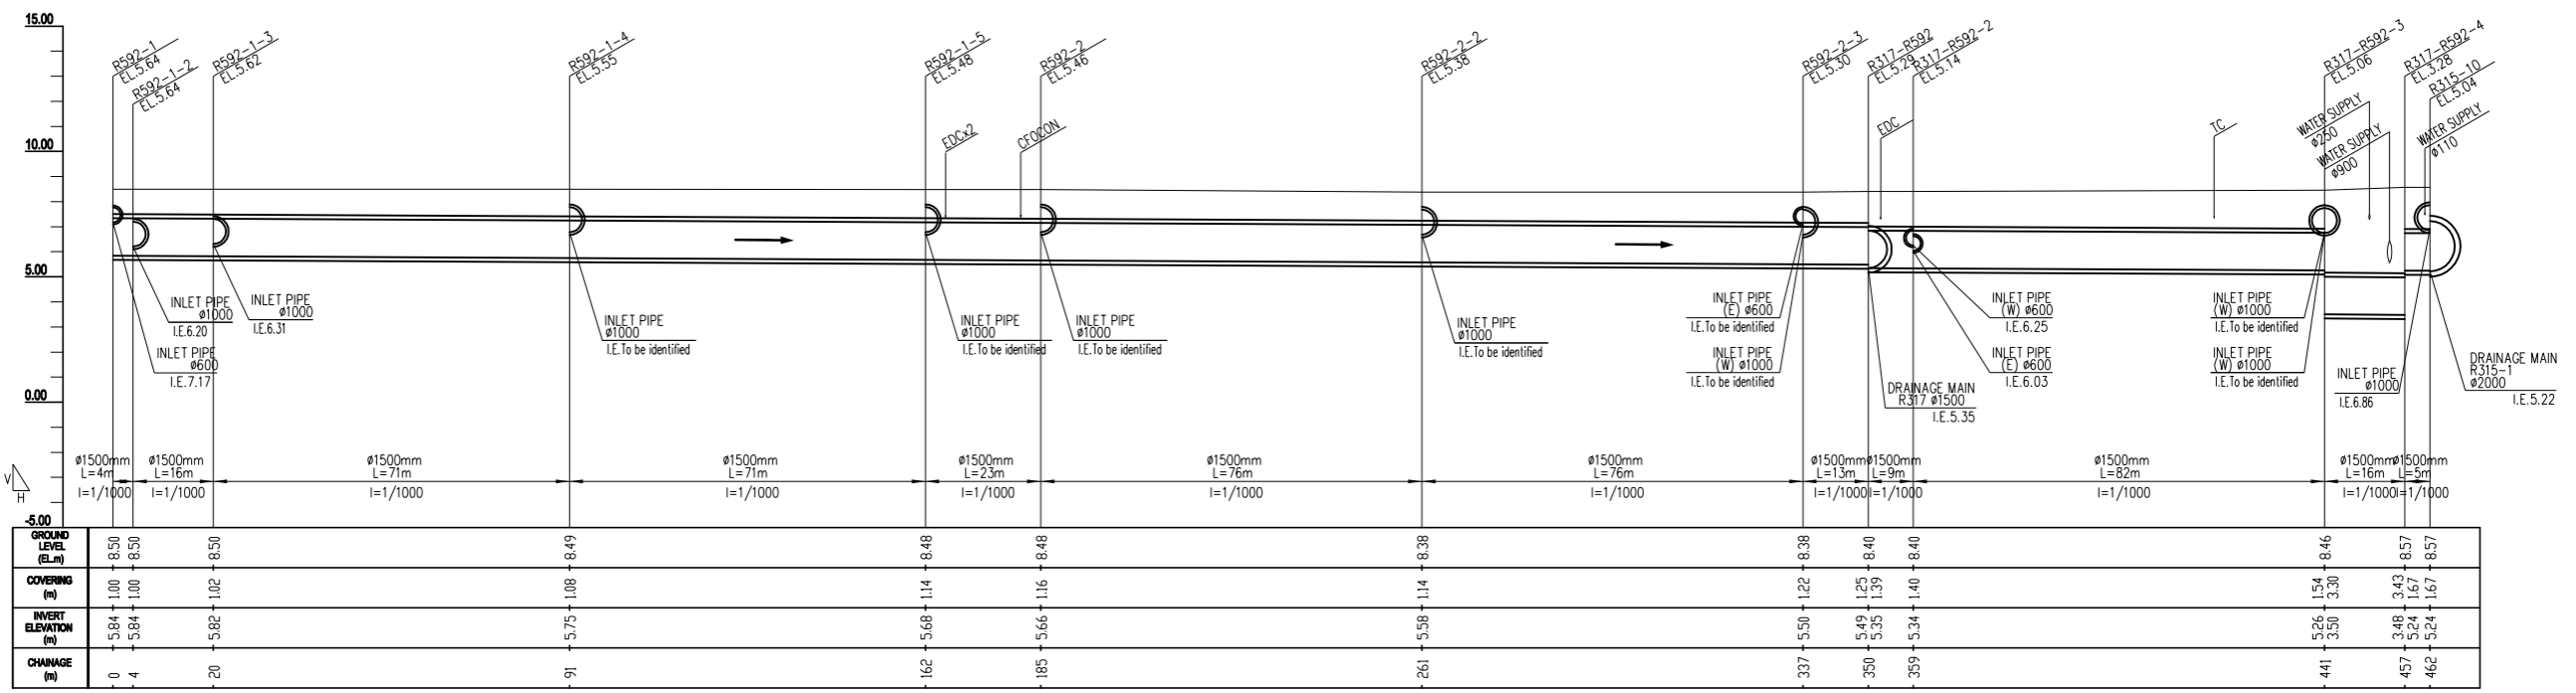 15.00
10.00
5.00
0.00
-5.00
V
H
R592-1
EL.5.64
R592-1-2
EL.5.64
R592-1-3
EL.5.62
R592-1-4
EL.5.55
R592-1-5
EL.5.48
R592-2
EL.5.46
R592-2-2
EL.5.38
R592-2-3
EL.5.30
R317-R592
EL.5.29
R317-R592-2
EL.5.14
R317-R592-3
EL.5.06
R317-R592-4
EL.3.28
R315-10
EL.5.04
EDCx2
CFOCON
EDC
TC
WATER SUPPLY
ø250
WATER SUPPLY
ø900
WATER SUPPLY
ø110
INLET PIPE
ø1000
I.E.6.20
INLET PIPE
ø600
I.E.7.17
INLET PIPE
ø1000
I.E.6.31
INLET PIPE
ø1000
I.E.To be identified
INLET PIPE
ø1000
I.E.To be identified
INLET PIPE
ø1000
I.E.To be identified
INLET PIPE
ø1000
I.E.To be identified
INLET PIPE
(E) ø600
I.E.To be identified
INLET PIPE
(W) ø1000
I.E.To be identified
DRAINAGE MAIN
R317 ø1500
I.E.5.35
INLET PIPE
(W) ø600
I.E.6.25
INLET PIPE
(E) ø600
I.E.6.03
INLET PIPE
(W) ø1000
I.E.To be identified
INLET PIPE
(W) ø1000
I.E.To be identified
INLET PIPE
ø1000
I.E.6.86
DRAINAGE MAIN
R315-1
ø2000
I.E.5.22
ø1500mm
L=4m
I=1/1000
ø1500mm
L=16m
I=1/1000
ø1500mm
L=71m
I=1/1000
ø1500mm
L=71m
I=1/1000
ø1500mm
L=23m
I=1/1000
ø1500mm
L=76m
I=1/1000
ø1500mm
L=76m
I=1/1000
ø1500mm
L=13m
I=1/1000
ø1500mm
L=9m
I=1/1000
ø1500mm
L=82m
I=1/1000
ø1500mm
L=16m
I=1/1000
ø1500mm
L=5m
I=1/1000
GROUND
LEVEL
(EL.m)
8.50 8.50 8.50 8.49 8.48 8.48 8.38 8.38 8.40 8.40 8.46 8.57 8.57
COVERING
(m)
1.00 1.00 1.02 1.08 1.14 1.16 1.14 1.22 1.25 1.39 1.40 1.54 3.30 3.43 1.67 1.67
INVERT
ELEVATION
(m)
5.84 5.84 5.82 5.75 5.68 5.66 5.58 5.50 5.49 5.35 5.34 5.26 3.50 3.48 5.24 5.24
CHAINAGE
(m)
0 4 20 91 162 185 261 337 350 359 441 457 462